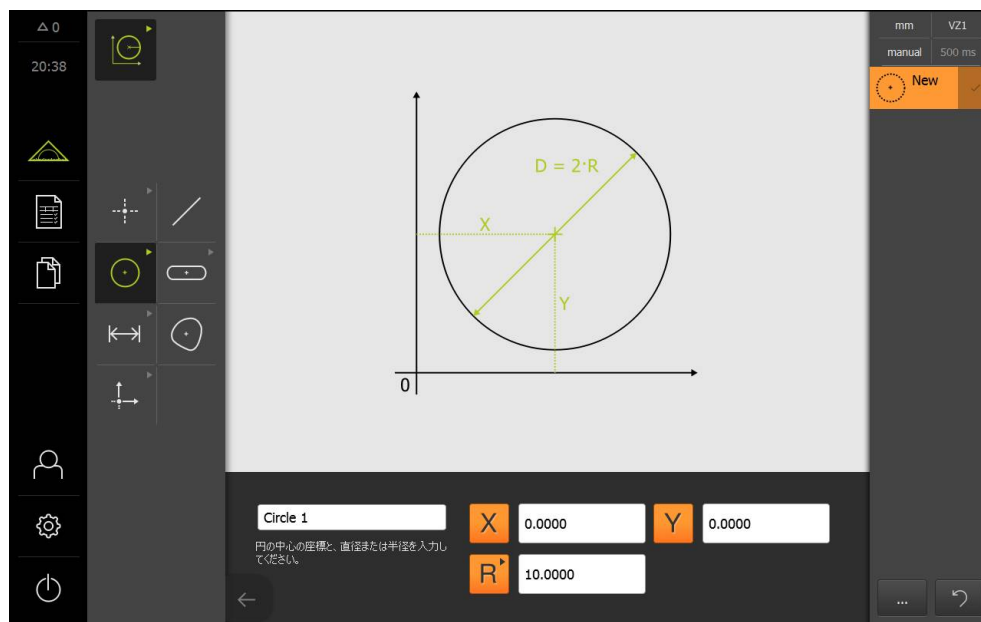 △ 0
20:38
mm
VZ1
manual
500 ms
New
D = 2·R
X
Y
0
Circle 1
円の中心の座標と、直径または半径を入力し
てください。
X
0.0000
Y
0.0000
R
10.0000
...